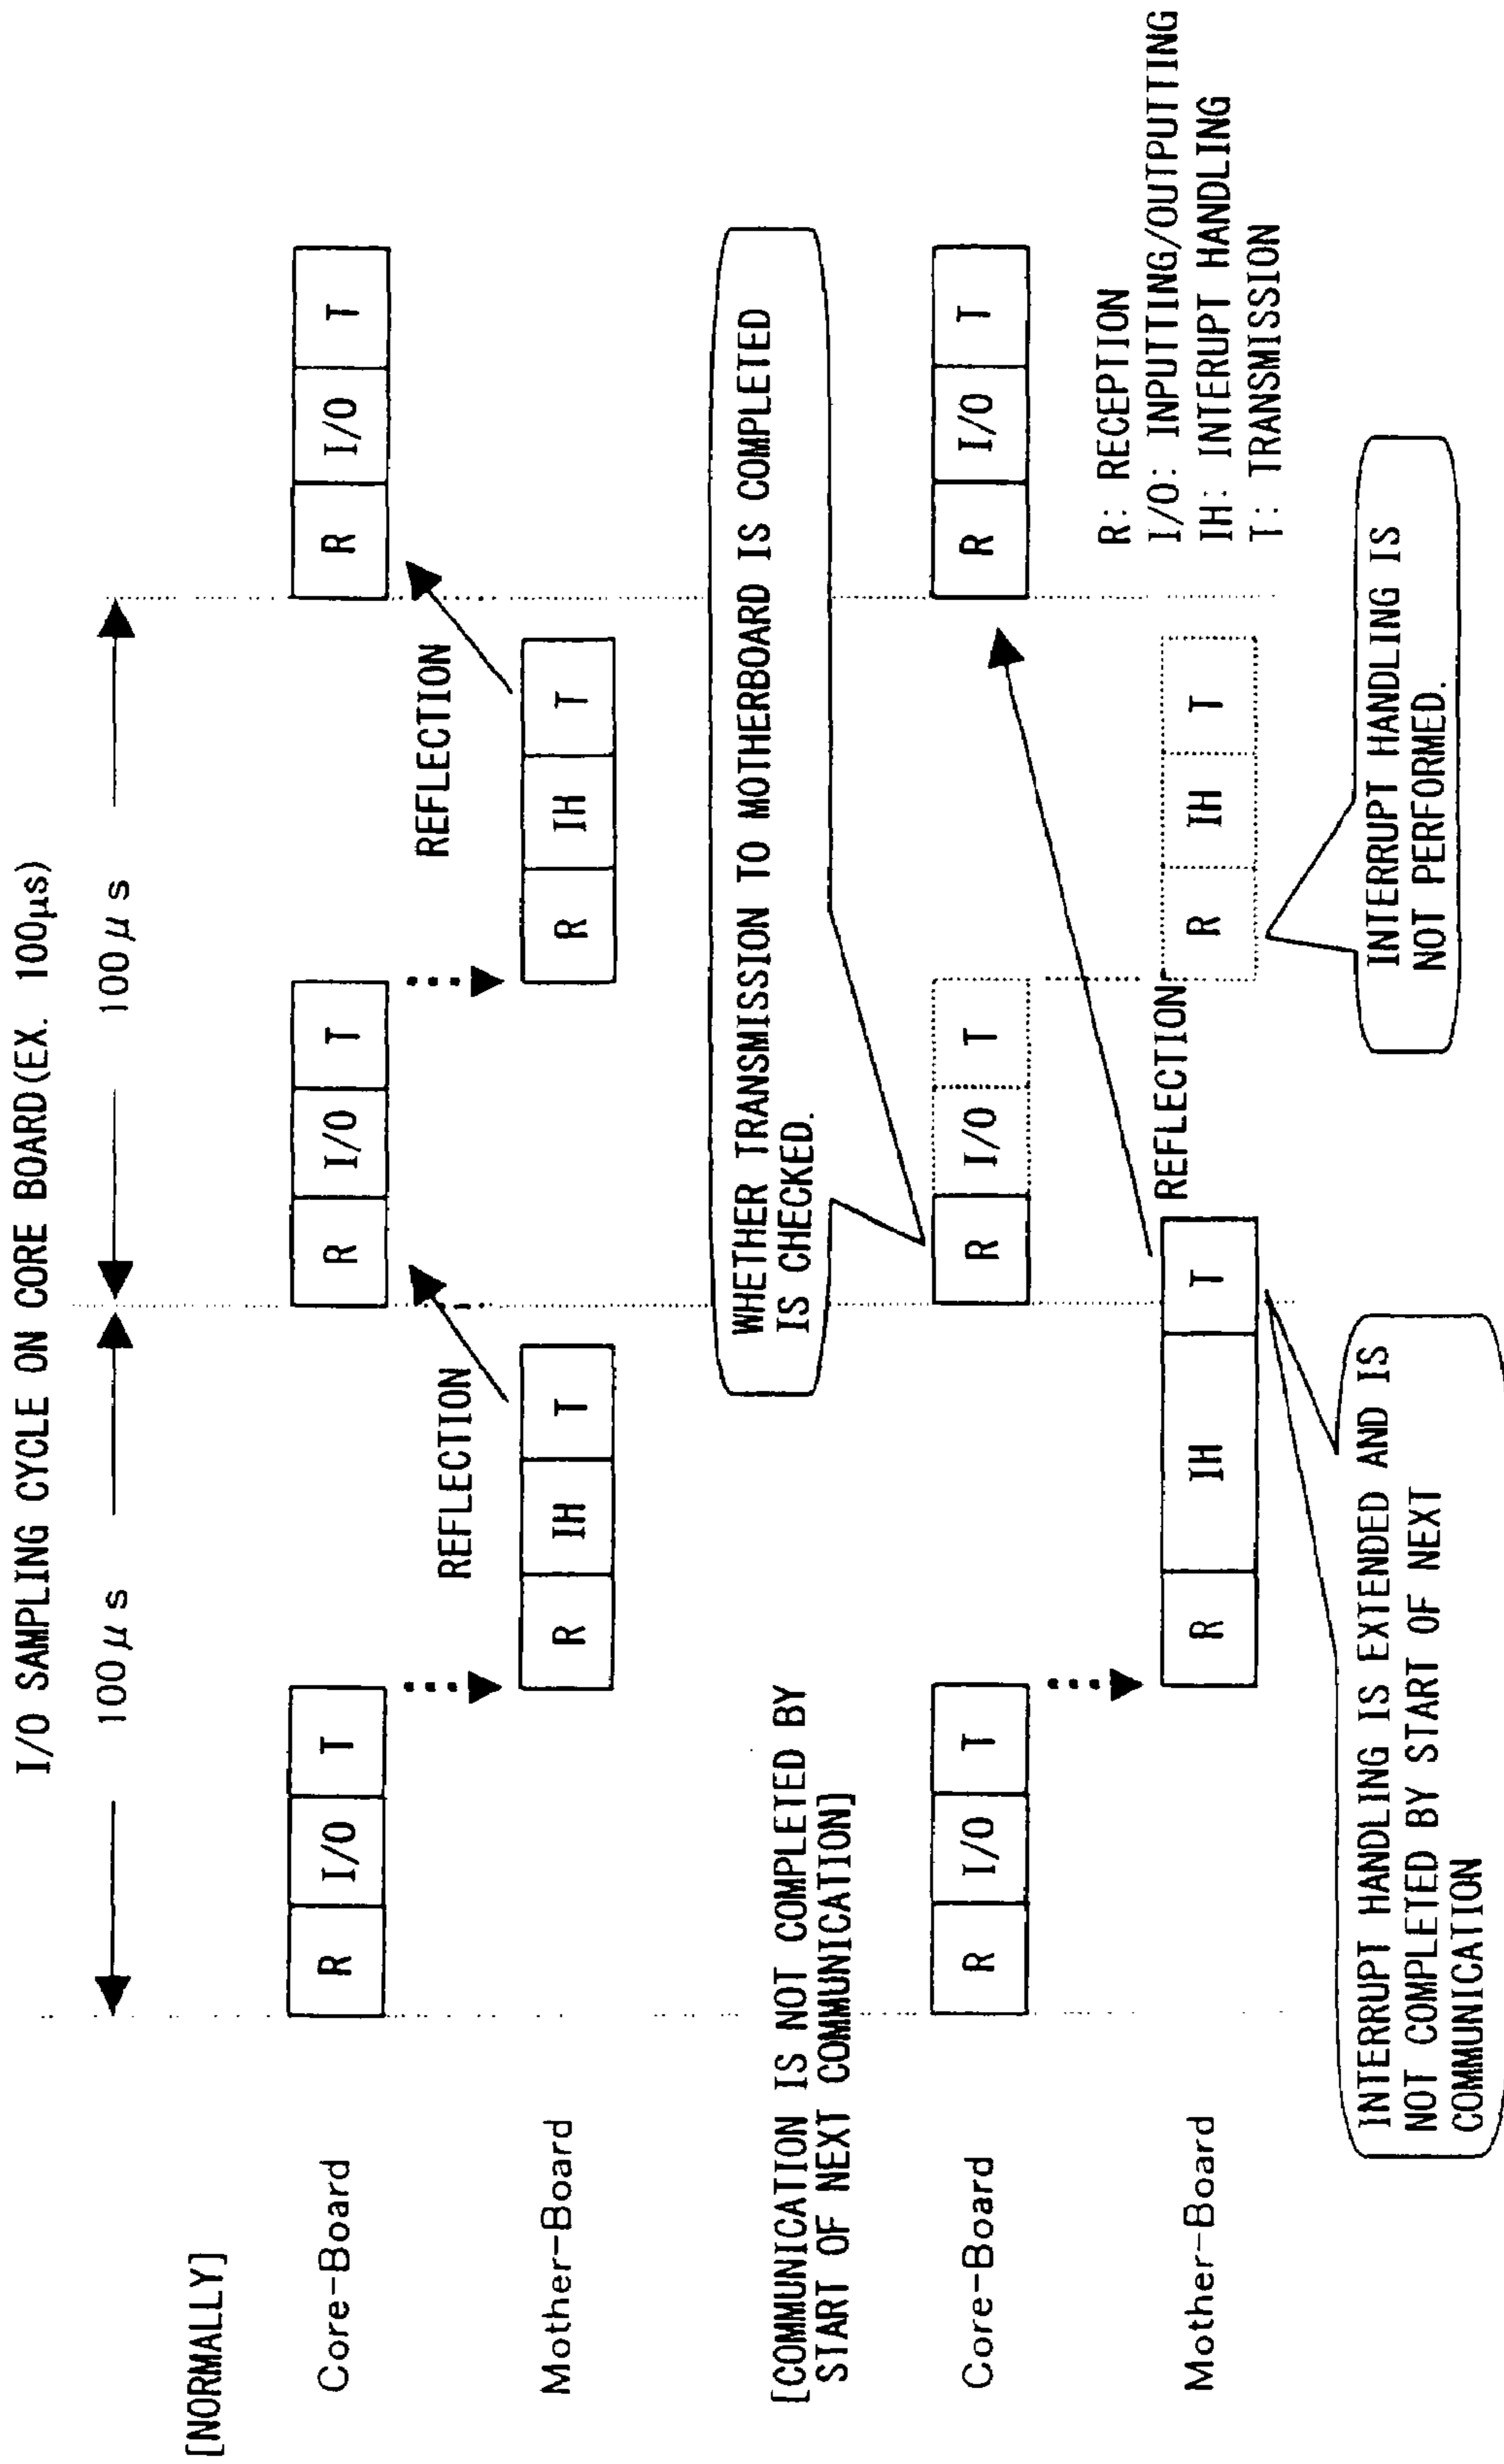 I/O SAMPLING CYCLE ON CORE BOARD(EX. 100μs)
100μs
100μs
[NORMALLY]
Core-Board
R I/O T
R I/O T
R I/O T
REFLECTION
REFLECTION
Mother-Board
R IH T
R IH T
[COMMUNICATION IS NOT COMPLETED BY
START OF NEXT COMMUNICATION]
WHETHER TRANSMISSION TO MOTHERBOARD IS COMPLETED
IS CHECKED.
Core-Board
R I/O T
R I/O T
R I/O T
Mother-Board
R IH T
REFLECTION
R IH T
R: RECEPTION
I/O: INPUTTING/OUTPUTTING
IH: INTERUPT HANDLING
T: TRANSMISSION
INTERRUPT HANDLING IS EXTENDED AND IS
NOT COMPLETED BY START OF NEXT
COMMUNICATION
INTERRUPT HANDLING IS
NOT PERFORMED.